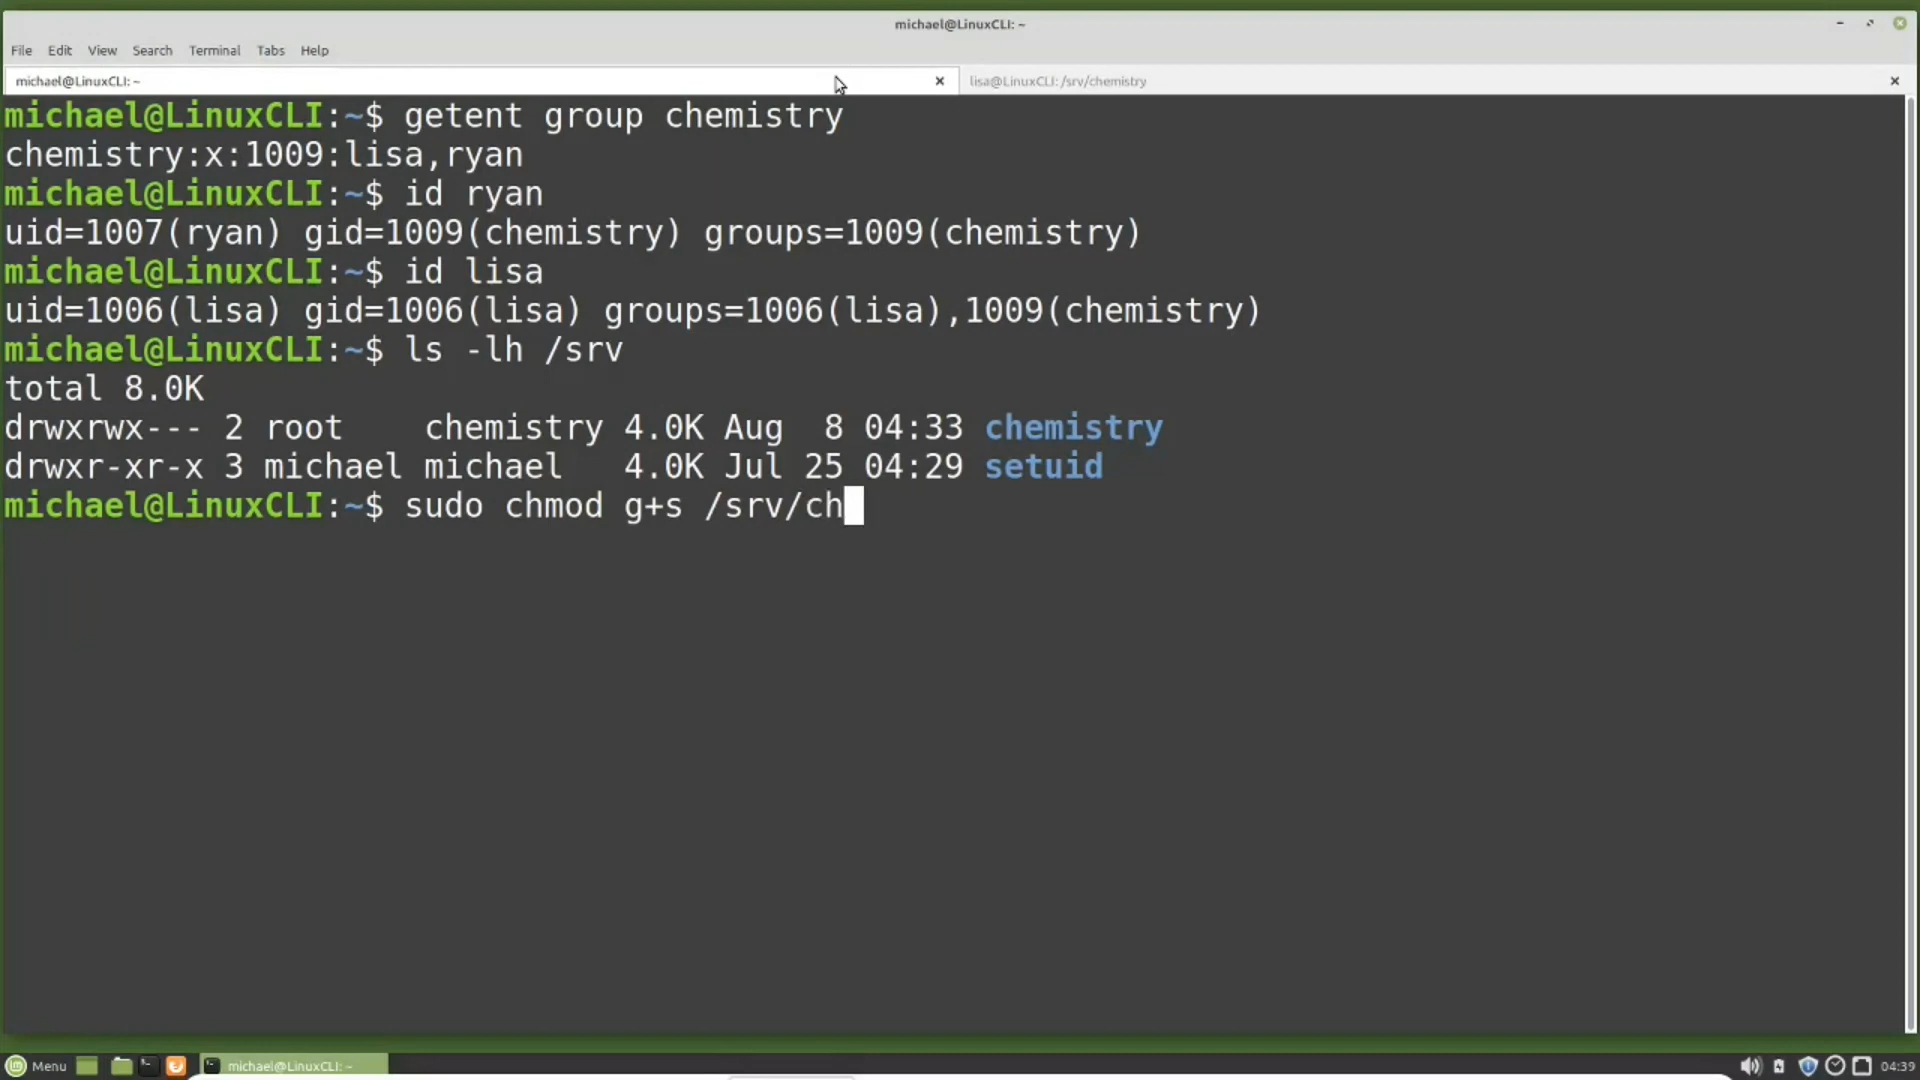 michael@LinuxCLI: ~
File Edit View Search Terminal Tabs Help
michael@LinuxCLI: ~ lisa@LinuxCLI: /srv/chemistry
michael@LinuxCLI:~$ getent group chemistry
chemistry:x:1009:lisa,ryan
michael@LinuxCLI:~$ id ryan
uid=1007(ryan) gid=1009(chemistry) groups=1009(chemistry)
michael@LinuxCLI:~$ id lisa
uid=1006(lisa) gid=1006(lisa) groups=1006(lisa),1009(chemistry)
michael@LinuxCLI:~$ ls -lh /srv
total 8.0K
drwxrwx--- 2 root    chemistry 4.0K Aug  8 04:33 chemistry
drwxr-xr-x 3 michael michael   4.0K Jul 25 04:29 setuid
michael@LinuxCLI:~$ sudo chmod g+s /srv/ch
Menu michael@LinuxCLI: ~ 04:39